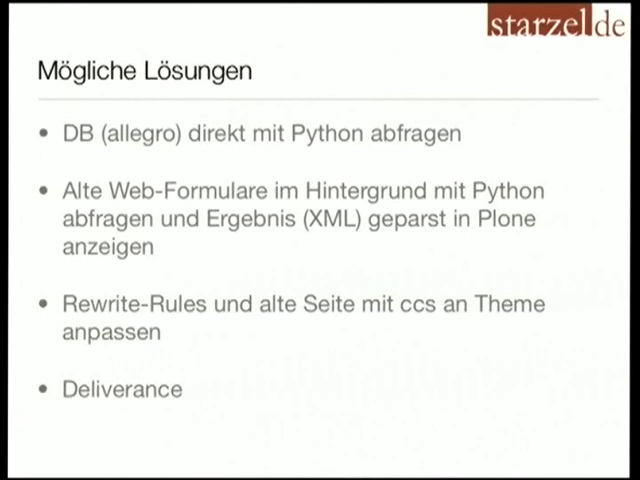 starzel.de
Mögliche Lösungen
• DB (allegro) direkt mit Python abfragen
• Alte Web-Formulare im Hintergrund mit Python
abfragen und Ergebnis (XML) geparst in Plone
anzeigen
• Rewrite-Rules und alte Seite mit ccs an Theme
anpassen
• Deliverance